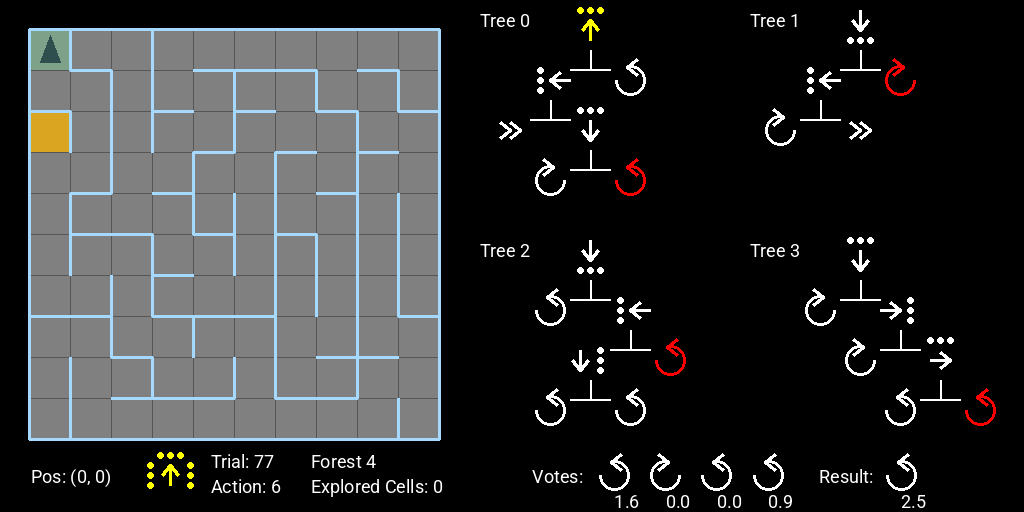 Tree 0
Tree 1
Tree 2
Tree 3
Pos: (0, 0)
Trial: 77
Forest 4
Action: 6
Explored Cells: 0
Votes:
1.6
0.0
0.0
0.9
Result:
2.5